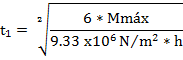 t₁ = ²√(6 * Mmáx / 9.33 x10⁶ N/m² * h)